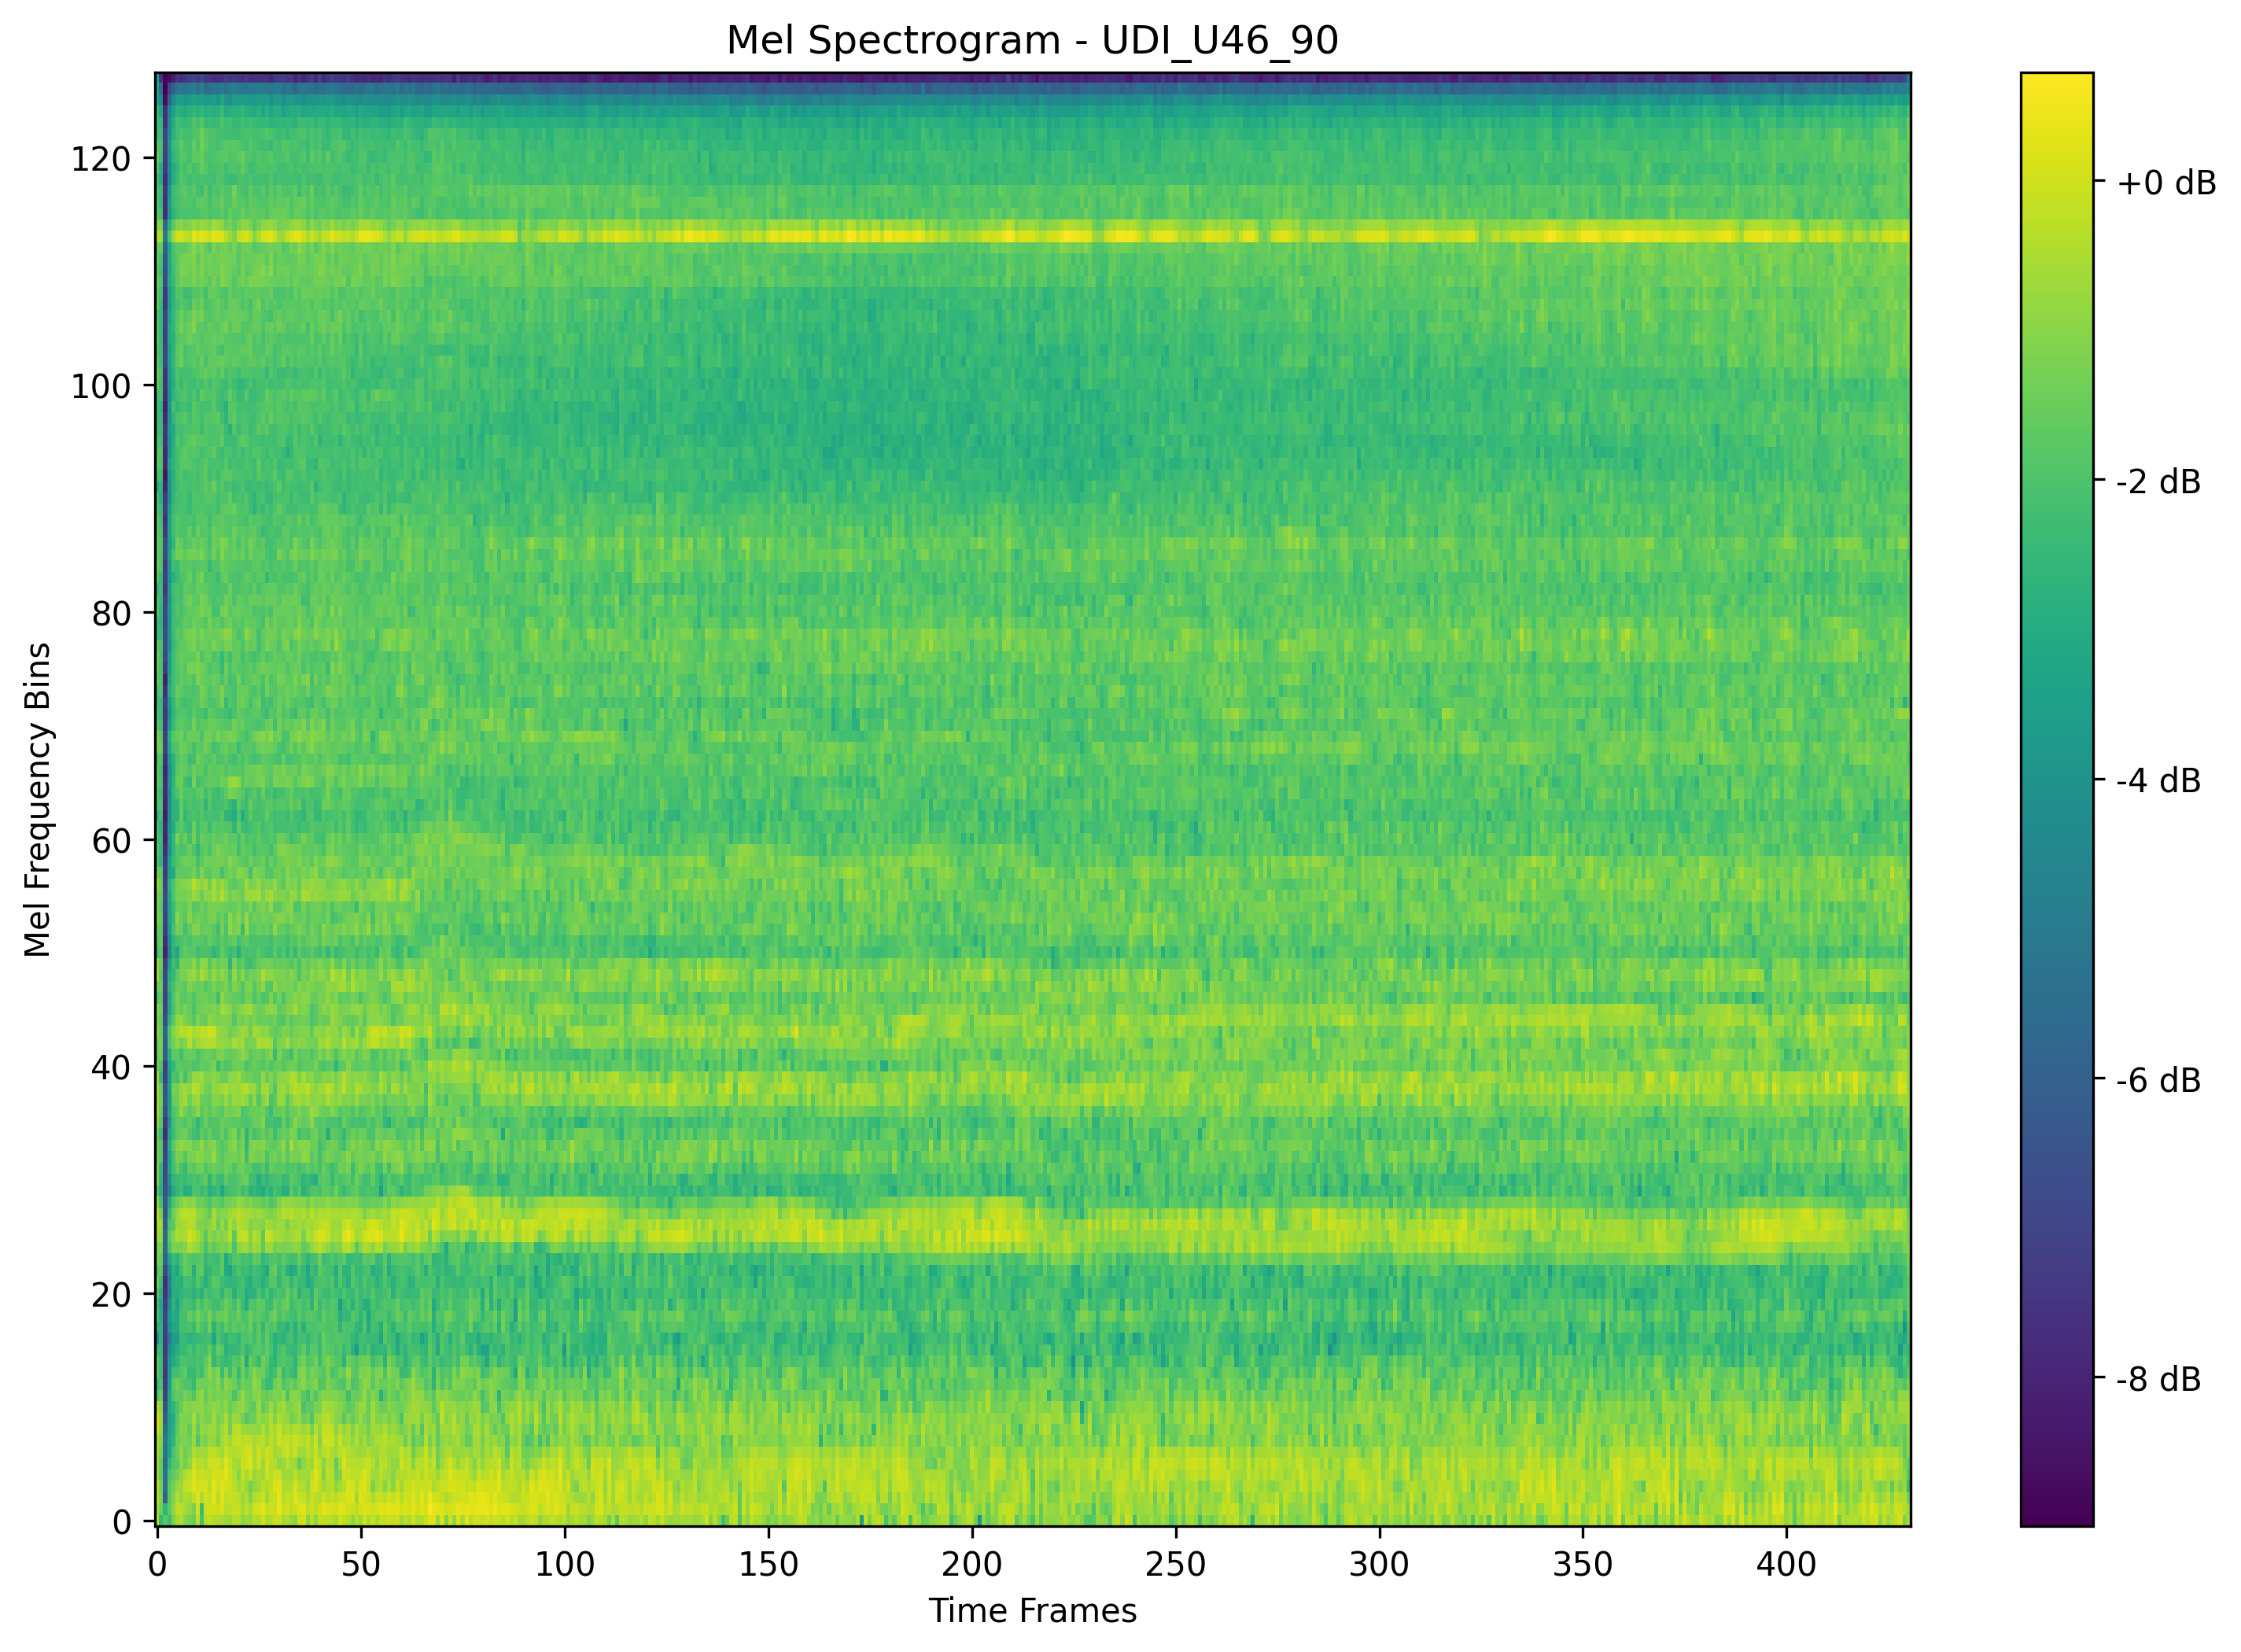 Mel Spectrogram - UDI_U46_90
Mel Frequency Bins
120
100
80
60
40
20
0
0 50 100 150 200 250 300 350 400
Time Frames
+0 dB
-2 dB
-4 dB
-6 dB
-8 dB